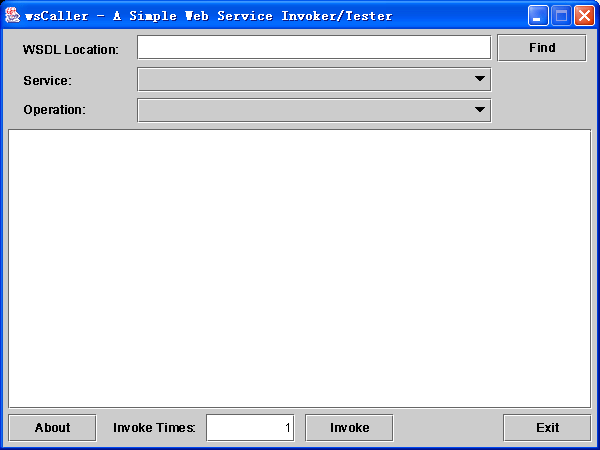 wsCaller - A Simple Web Service Invoker/Tester
WSDL Location:
Find
Service:
Operation:
About
Invoke Times:
1
Invoke
Exit